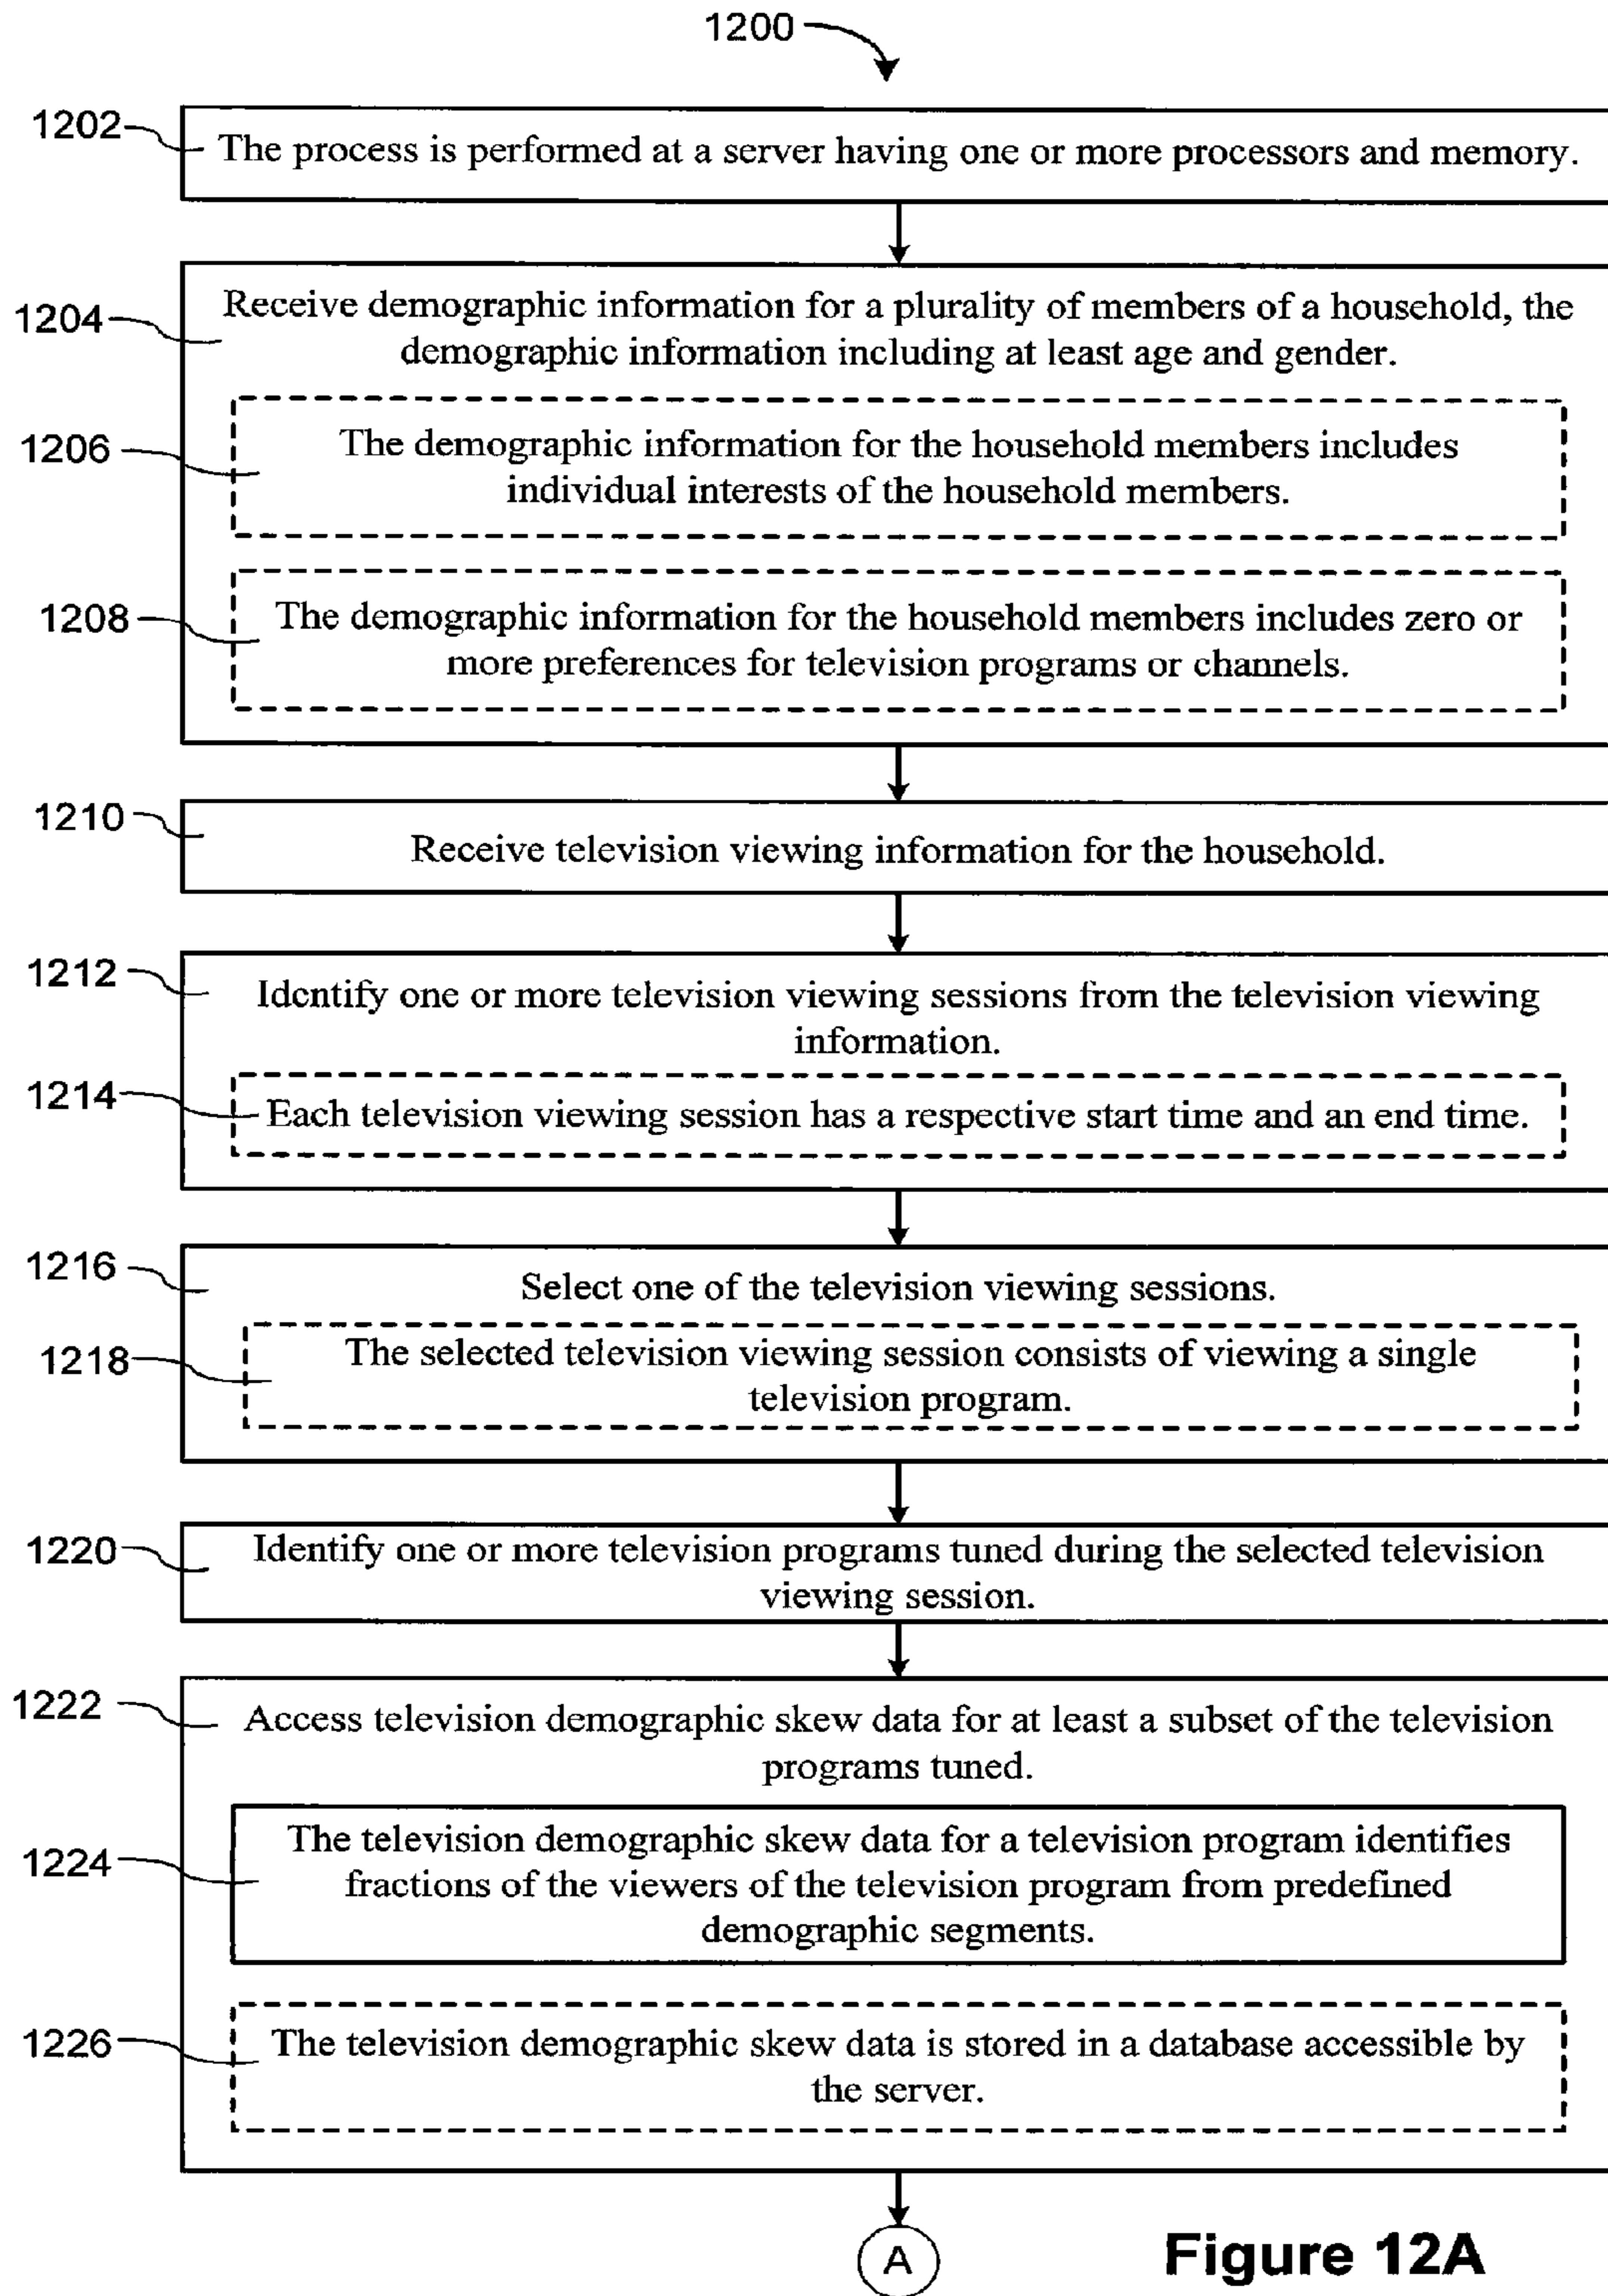 1200
1202
The process is performed at a server having one or more processors and memory.
1204
Receive demographic information for a plurality of members of a household, the
demographic information including at least age and gender.
1206
The demographic information for the household members includes
individual interests of the household members.
1208
The demographic information for the household members includes zero or
more preferences for television programs or channels.
1210
Receive television viewing information for the household.
1212
Identify one or more television viewing sessions from the television viewing
information.
1214
Each television viewing session has a respective start time and an end time.
1216
Select one of the television viewing sessions.
1218
The selected television viewing session consists of viewing a single
television program.
1220
Identify one or more television programs tuned during the selected television
viewing session.
1222
Access television demographic skew data for at least a subset of the television
programs tuned.
1224
The television demographic skew data for a television program identifies
fractions of the viewers of the television program from predefined
demographic segments.
1226
The television demographic skew data is stored in a database accessible by
the server.
A
Figure 12A